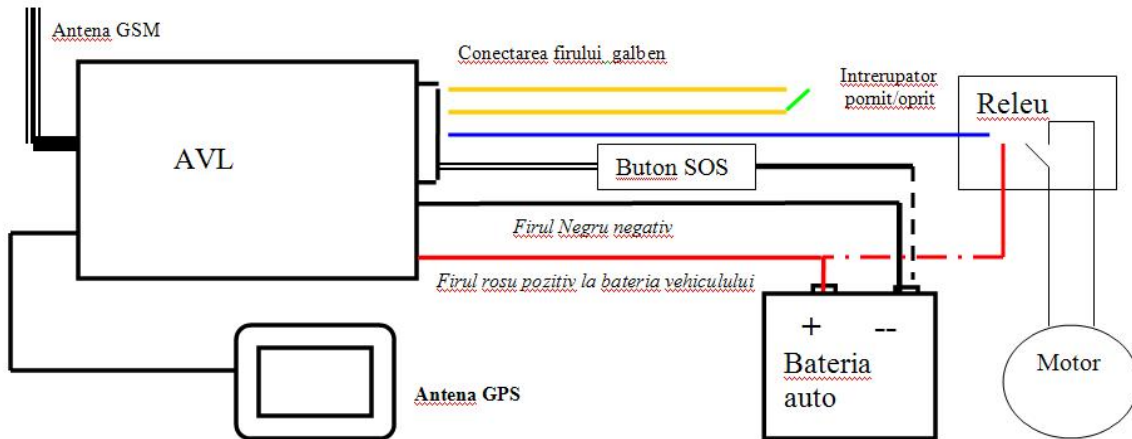 Antena GSM
Conectarea firului galben
Intrerupator
pornit/oprit
Releu
AVL
Buton SOS
Firul Negru negativ
Firul rosu pozitiv la bateria vehiculului
+ --
Bateria
auto
Motor
Antena GPS